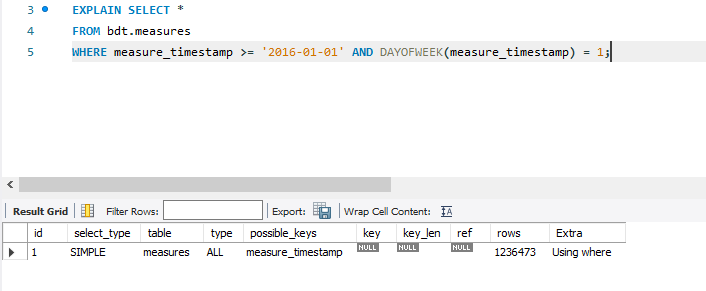 3 EXPLAIN SELECT *
4 FROM bdt.measures
5 WHERE measure_timestamp >= '2016-01-01' AND DAYOFWEEK(measure_timestamp) = 1;
Result Grid Filter Rows: Export: Wrap Cell Content: IA
id select_type table type possible_keys key key_len ref rows Extra
1 SIMPLE measures ALL measure_timestamp NULL NULL NULL 1236473 Using where